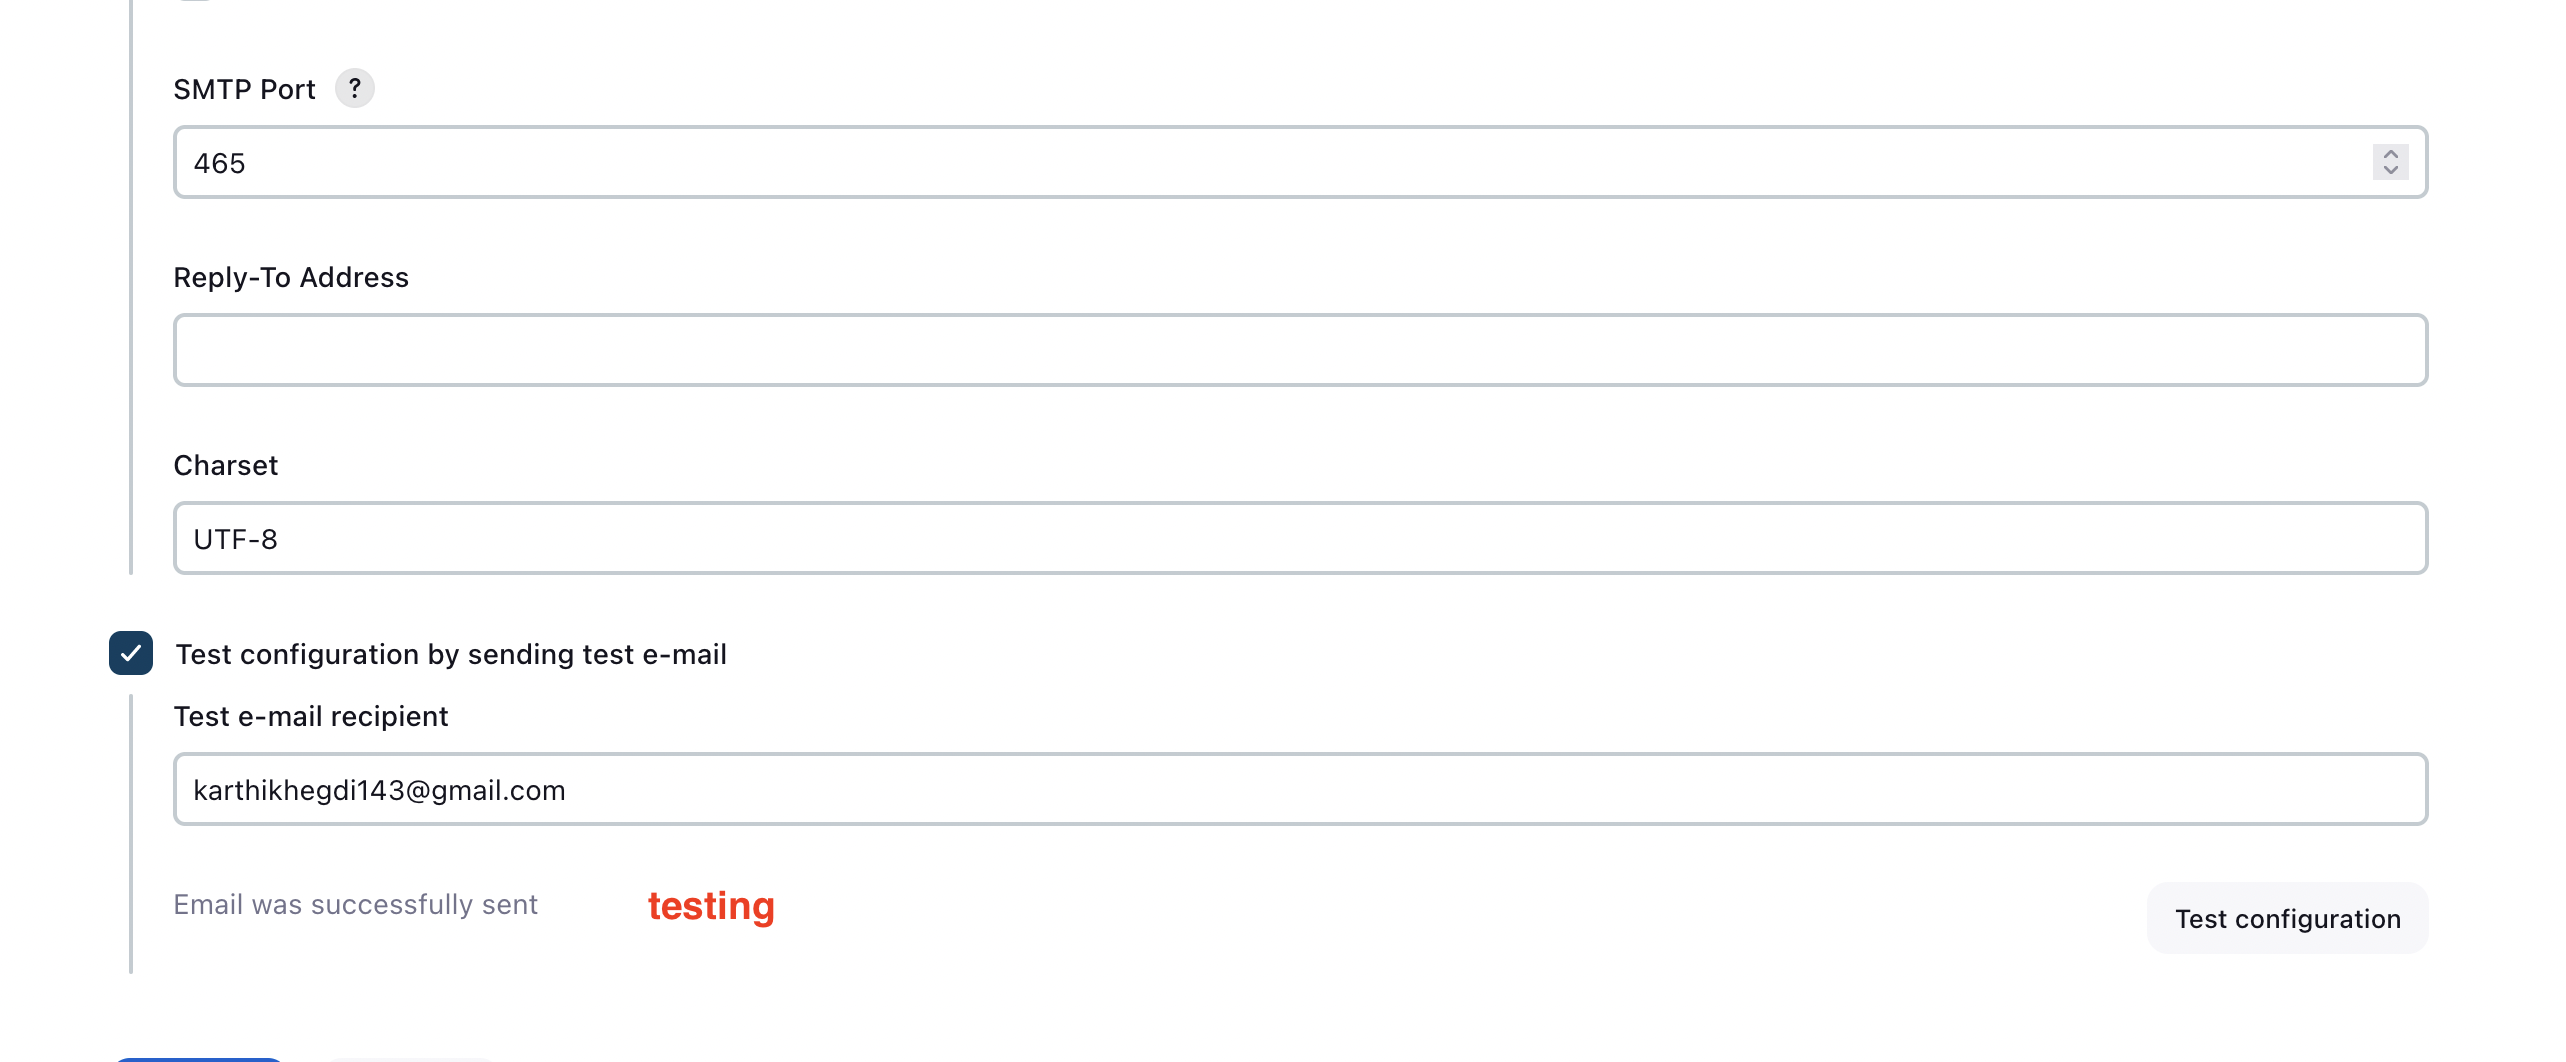 SMTP Port ?
465
Reply-To Address
Charset
UTF-8
Test configuration by sending test e-mail
Test e-mail recipient
karthikhegdi143@gmail.com
Email was successfully sent testing
Test configuration